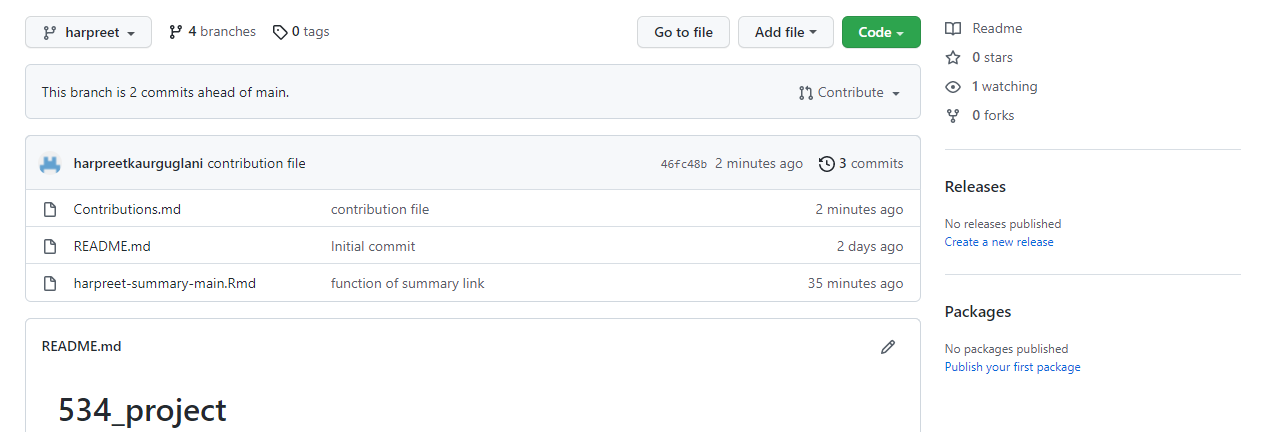 harpreet 4 branches 0 tags Go to file Add file Code
This branch is 2 commits ahead of main. Contribute
harpreetkaurguglani contribution file 46fc48b 2 minutes ago 3 commits
Contributions.md contribution file 2 minutes ago
README.md Initial commit 2 days ago
harpreet-summary-main.Rmd function of summary link 35 minutes ago
README.md
534_project
Readme
0 stars
1 watching
0 forks
Releases
No releases published
Create a new release
Packages
No packages published
Publish your first package